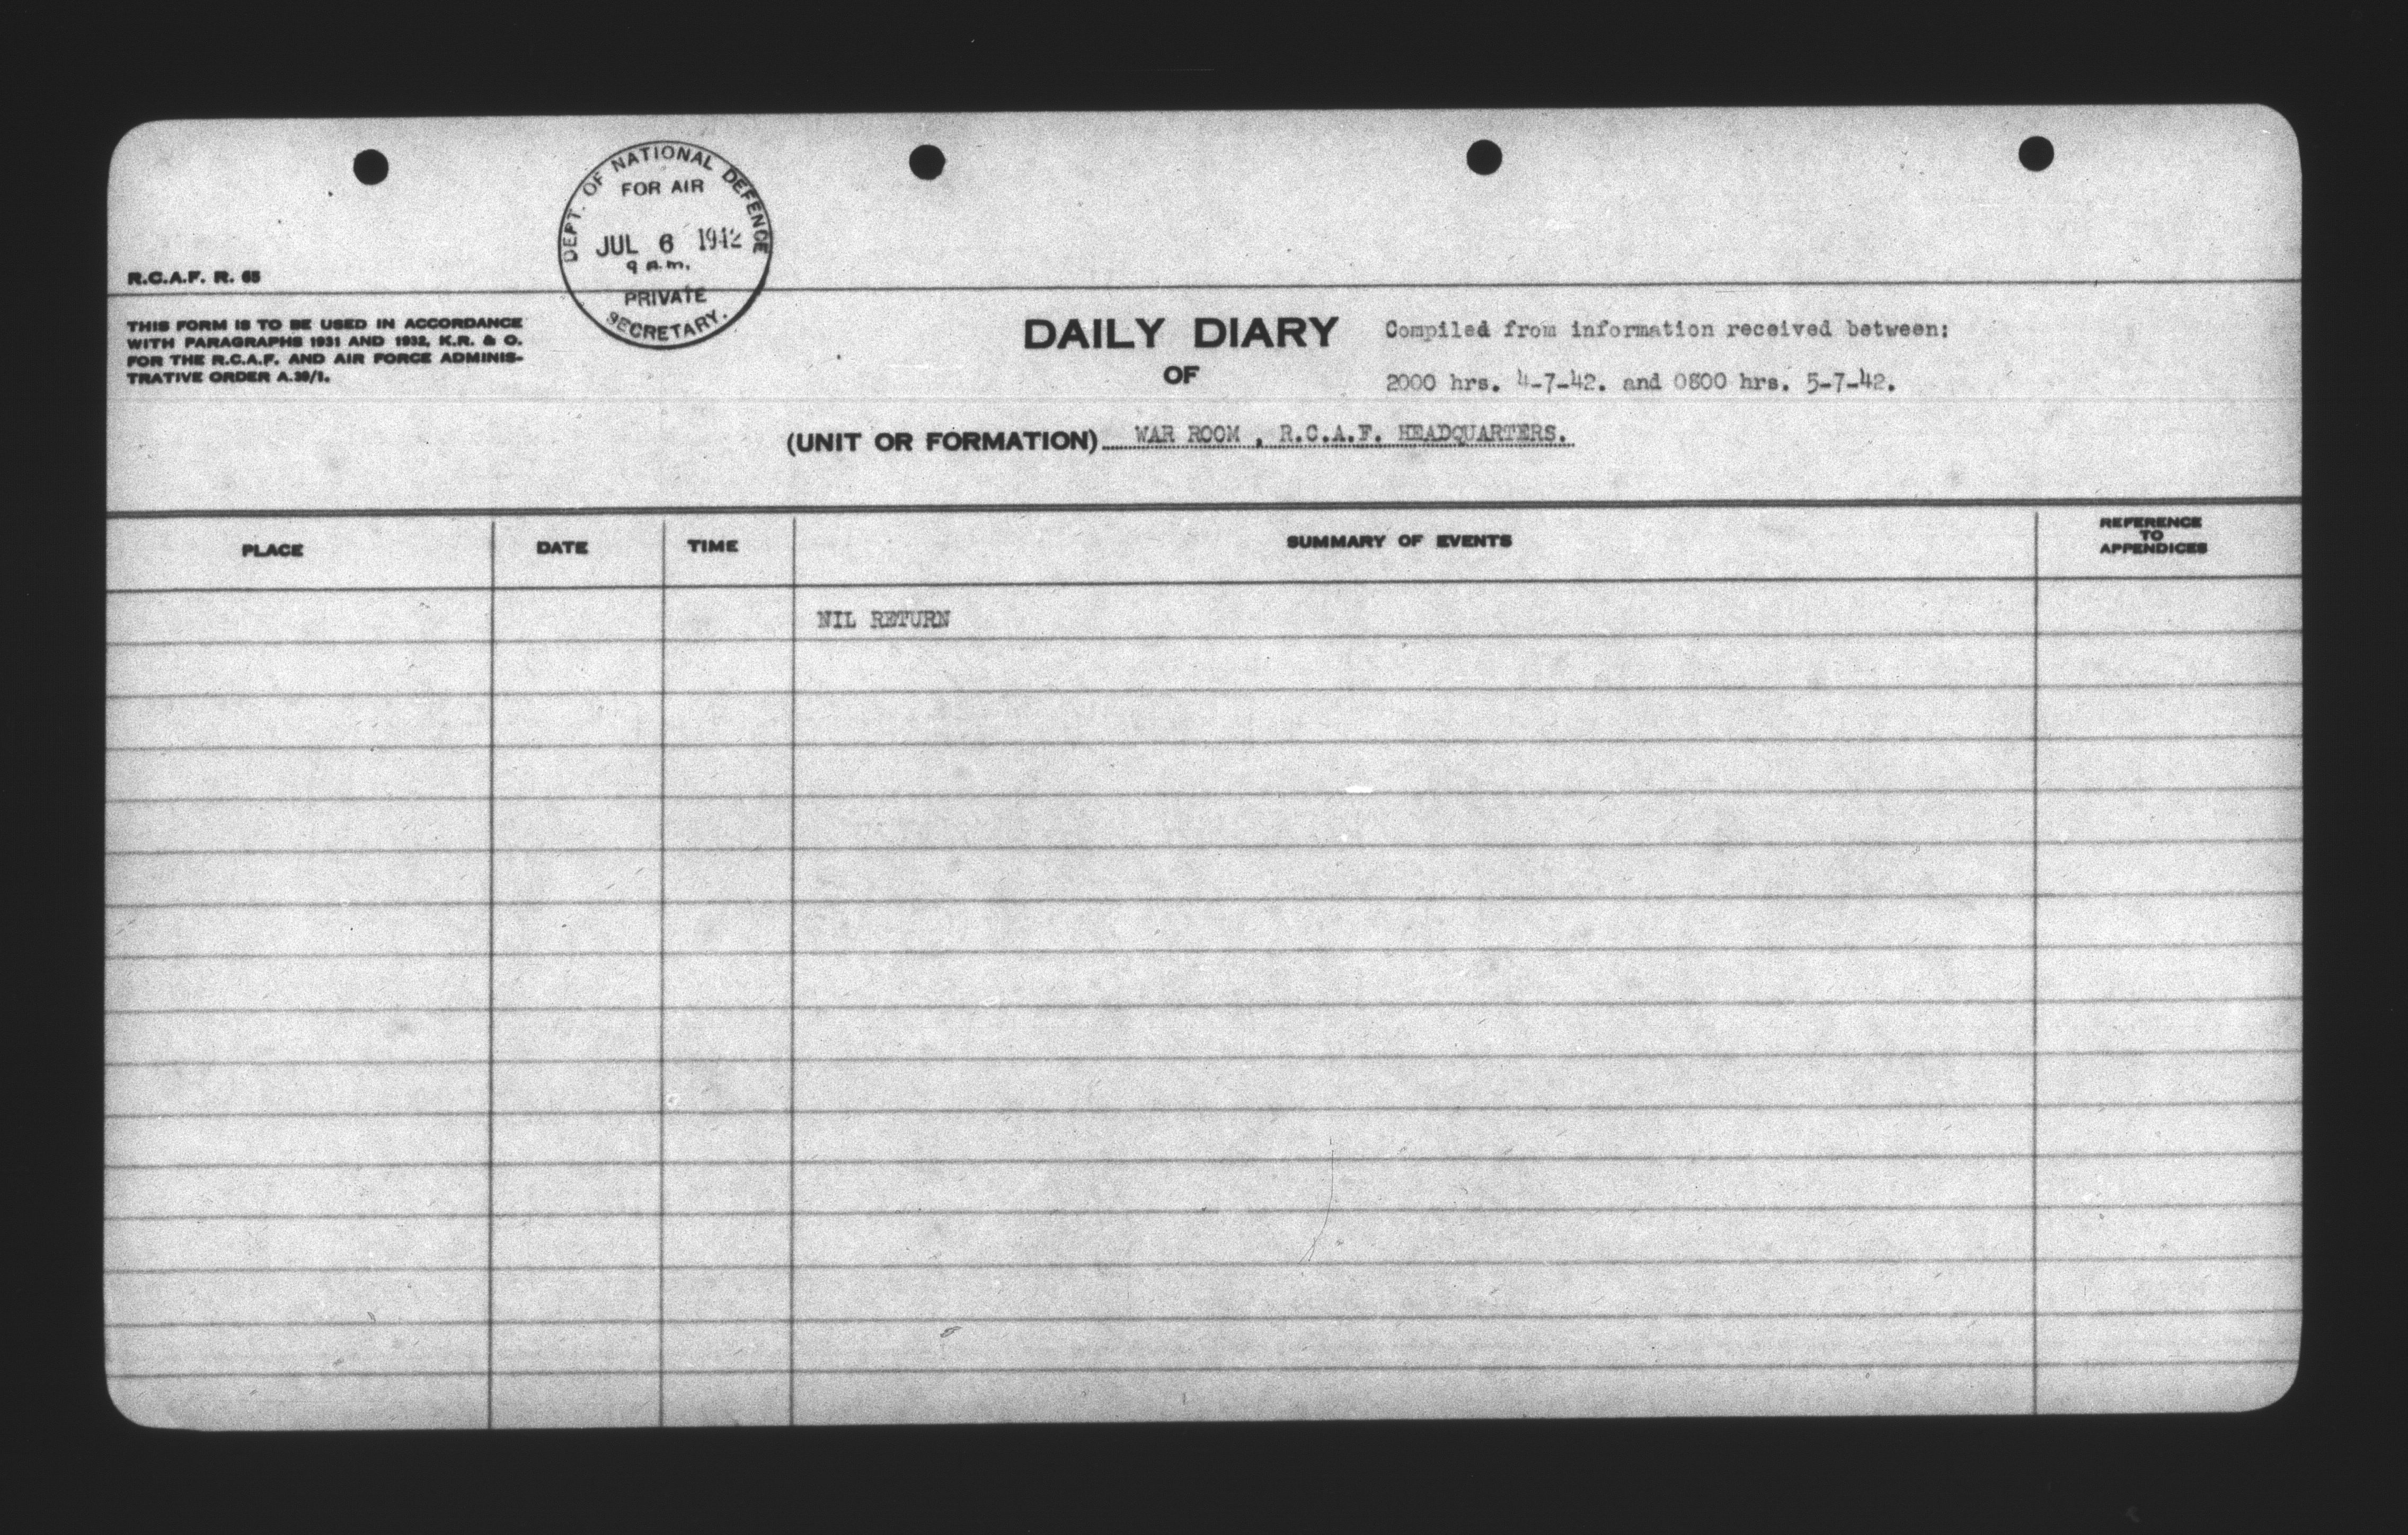 DEPT. OF NATIONAL DEFENCE
FOR AIR
JUL 6 1942
9 a.m.
PRIVATE
SECRETARY.
R.C.A.F. R. 65
THIS FORM IS TO BE USED IN ACCORDANCE
WITH PARAGRAPHS 1931 AND 1932, K.R. & O.
FOR THE R.C.A.F. AND AIR FORCE ADMINIS-
TRATIVE ORDER A.39/1.
DAILY DIARY
OF
Compiled from information received between:
2000 hrs. 4-7-42. and 0800 hrs. 5-7-42.
(UNIT OR FORMATION) WAR ROOM , R.C.A.F. HEADQUARTERS.
PLACE DATE TIME SUMMARY OF EVENTS REFERENCE
TO
APPENDICES
NIL RETURN